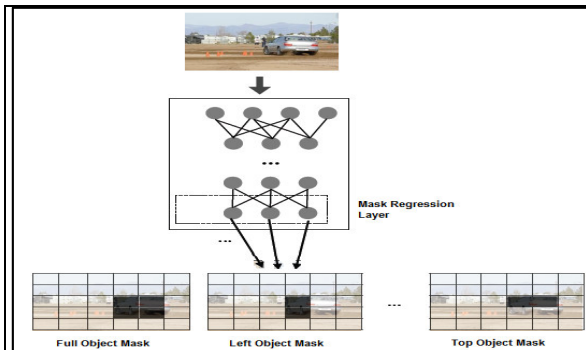 ...
Mask Regression
Layer
...
...
Full Object Mask
Left Object Mask
Top Object Mask